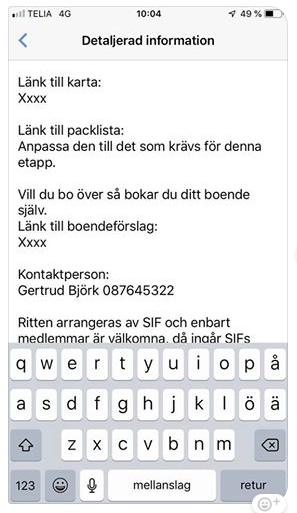 TELIA 4G 10:04 49 %
Detaljerad information
Länk till karta:
Xxxx
Länk till packlista:
Anpassa den till det som krävs för denna
etapp.
Vill du bo över så bokar du ditt boende
själv.
Länk till boendeförslag:
Xxxx
Kontaktperson:
Gertrud Björk 087645322
Ritten arrangeras av SIF och enbart
medlemmar är välkomna, då ingår SIFs
q w e r t y u i o p å
a s d f g h j k l ö ä
z x c v b n m
123 mellanslag retur